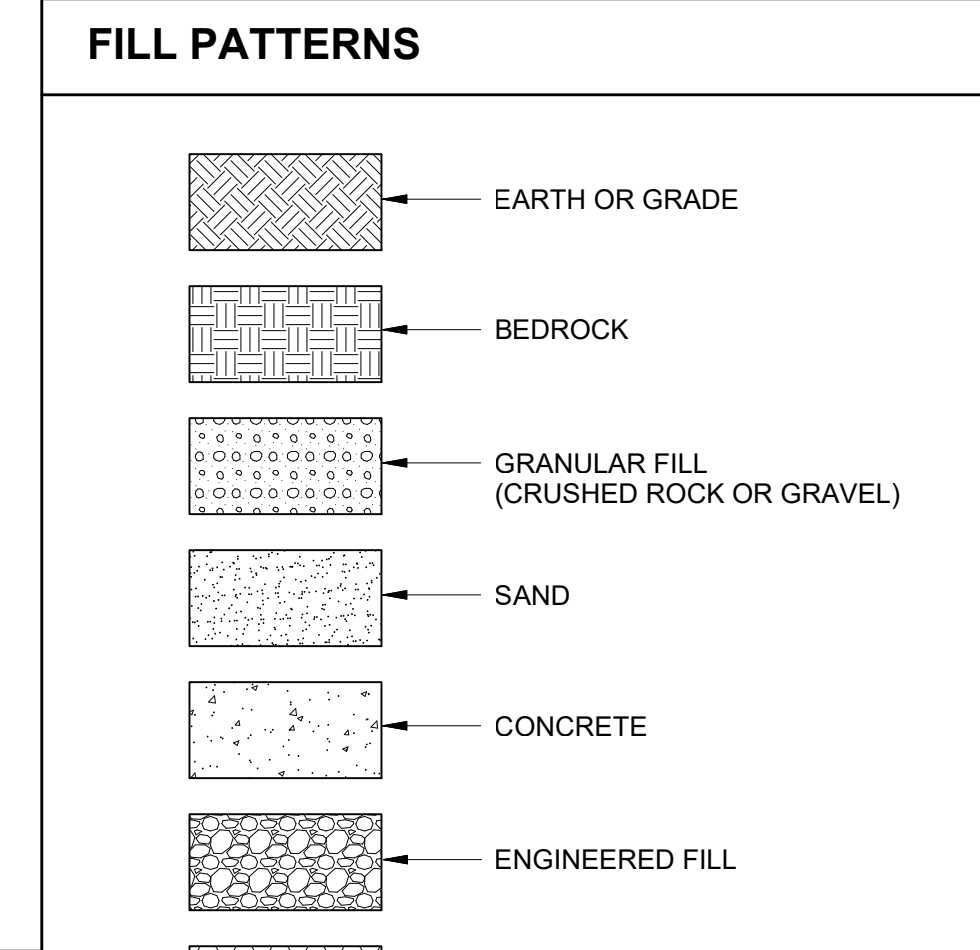 FILL PATTERNS
EARTH OR GRADE
BEDROCK
GRANULAR FILL
(CRUSHED ROCK OR GRAVEL)
SAND
CONCRETE
ENGINEERED FILL